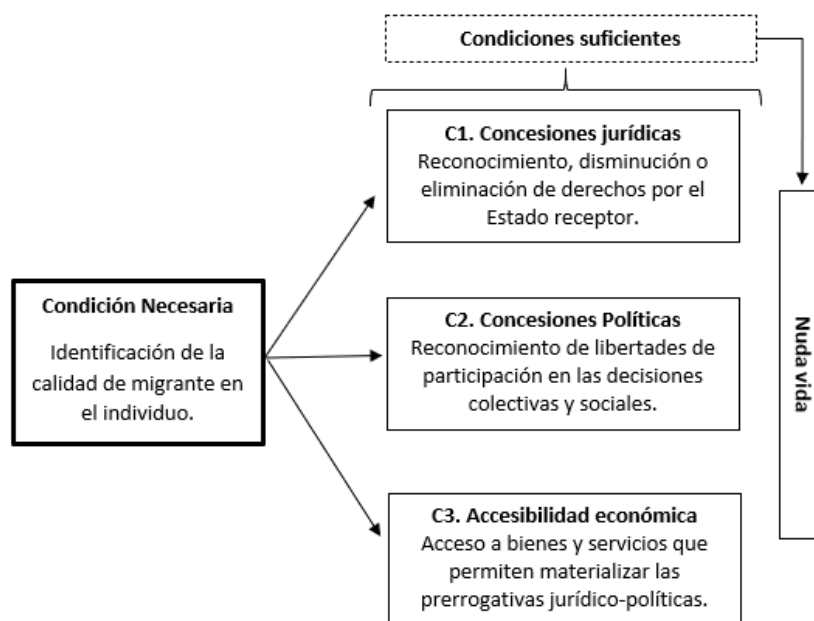 Condiciones suficientes
C1. Concesiones jurídicas
Reconocimiento, disminución o
eliminación de derechos por el
Estado receptor.
Condición Necesaria
Identificación de la
calidad de migrante en
el individuo.
C2. Concesiones Políticas
Reconocimiento de libertades de
participación en las decisiones
colectivas y sociales.
C3. Accesibilidad económica
Acceso a bienes y servicios que
permiten materializar las
prerrogativas jurídico-políticas.
Nuda vida